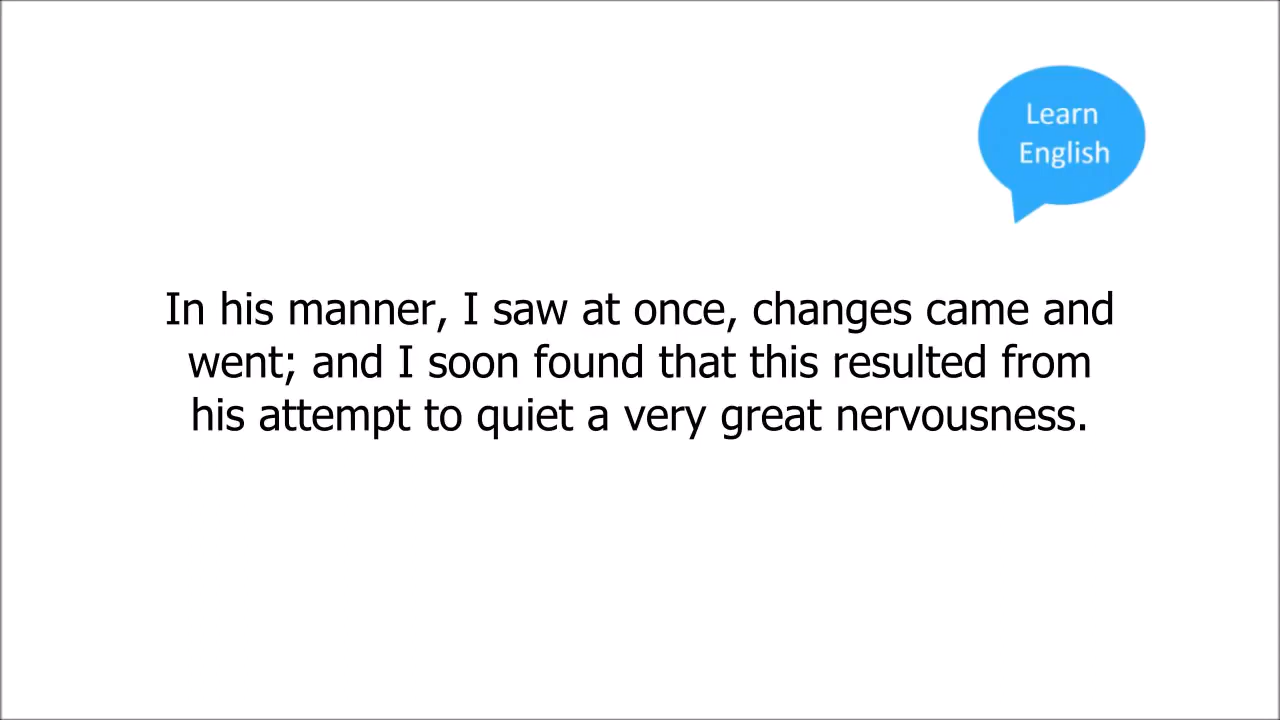 Learn
English
In his manner, I saw at once, changes came and
went; and I soon found that this resulted from
his attempt to quiet a very great nervousness.